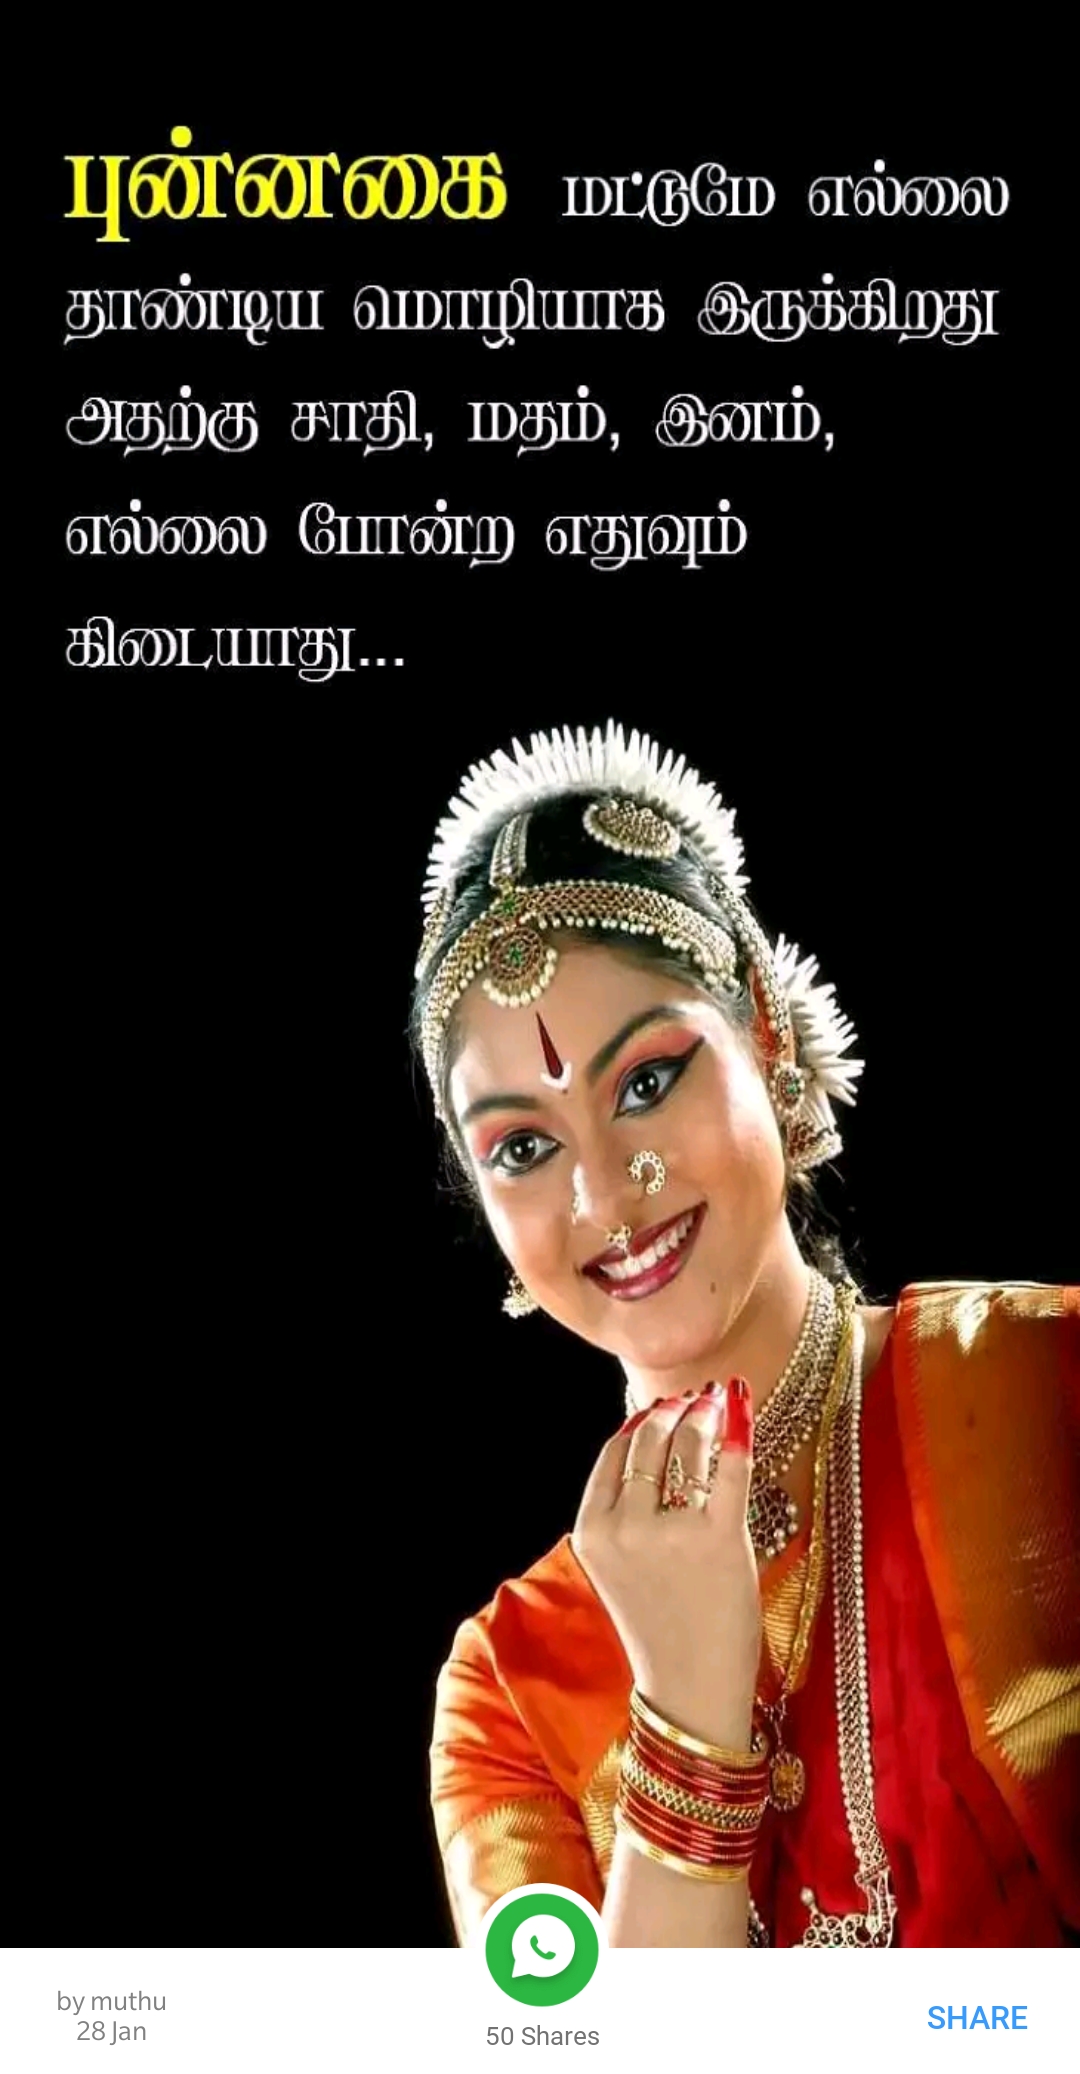 புன்னகை மட்டுமே எல்லை
தாண்டிய மொழியாக இருக்கிறது
அதற்கு சாதி, மதம், இனம்,
எல்லை போன்ற எதுவும்
கிடையாது...
by muthu
28 Jan
50 Shares
SHARE